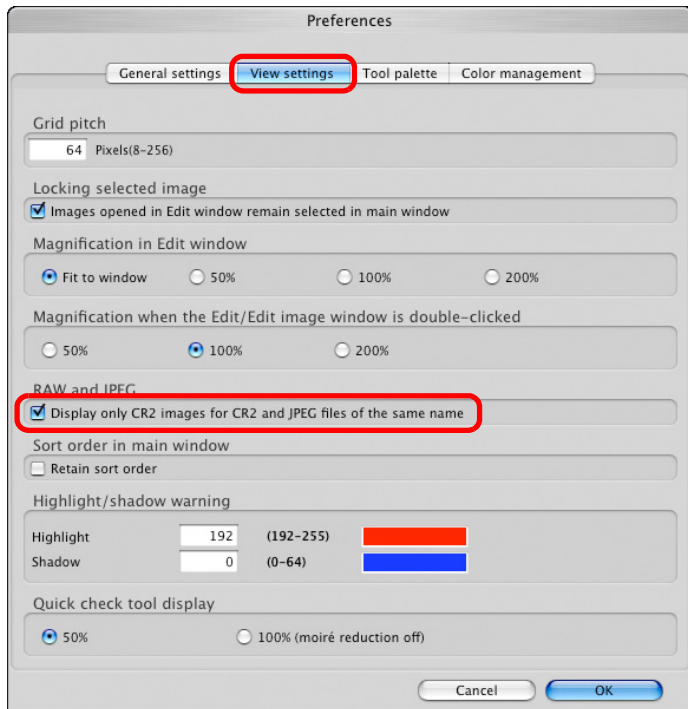 Preferences
General settings View settings Tool palette Color management
Grid pitch
64 Pixels(8-256)
Locking selected image
Images opened in Edit window remain selected in main window
Magnification in Edit window
Fit to window 50% 100% 200%
Magnification when the Edit/Edit image window is double-clicked
50% 100% 200%
RAW and JPEG
Display only CR2 images for CR2 and JPEG files of the same name
Sort order in main window
Retain sort order
Highlight/shadow warning
Highlight 192 (192-255)
Shadow 0 (0-64)
Quick check tool display
50% 100% (moiré reduction off)
Cancel OK